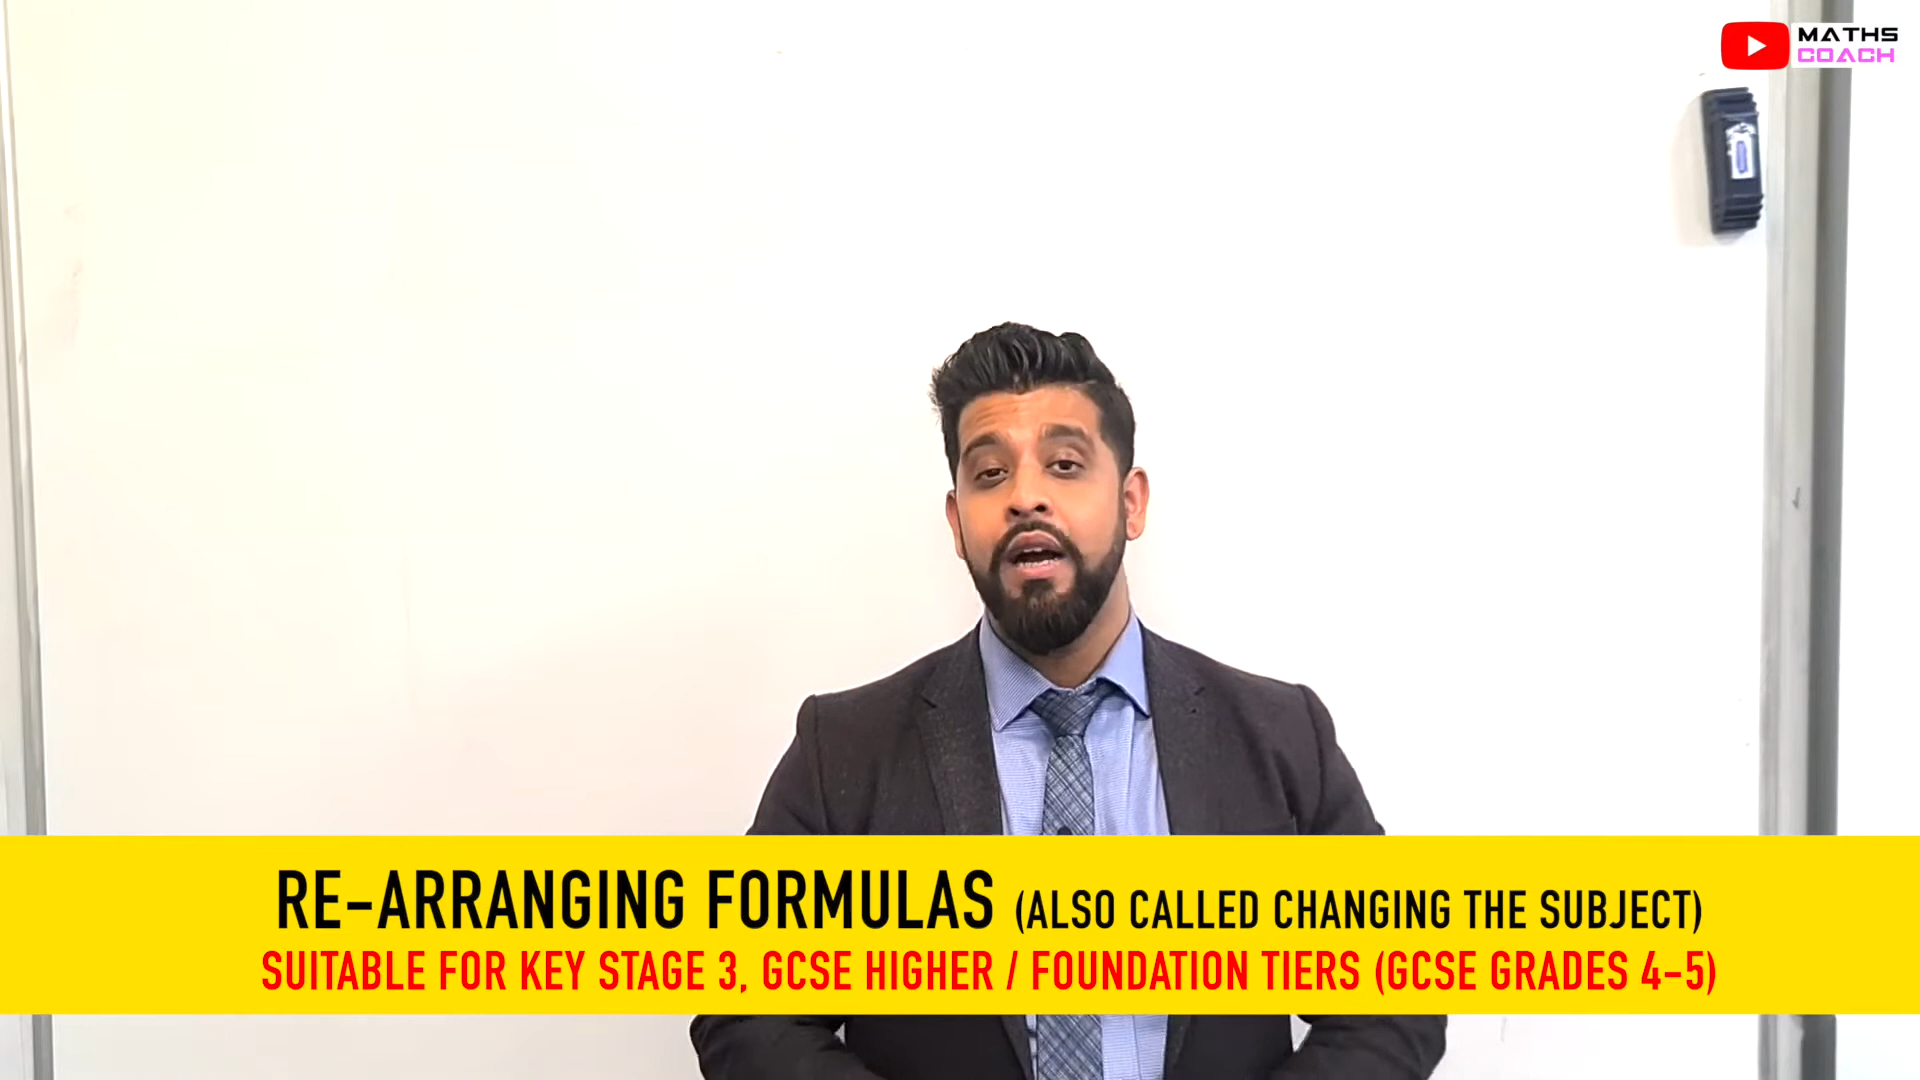 MATHS
COACH
RE-ARRANGING FORMULAS (ALSO CALLED CHANGING THE SUBJECT)
SUITABLE FOR KEY STAGE 3, GCSE HIGHER / FOUNDATION TIERS (GCSE GRADES 4-5)